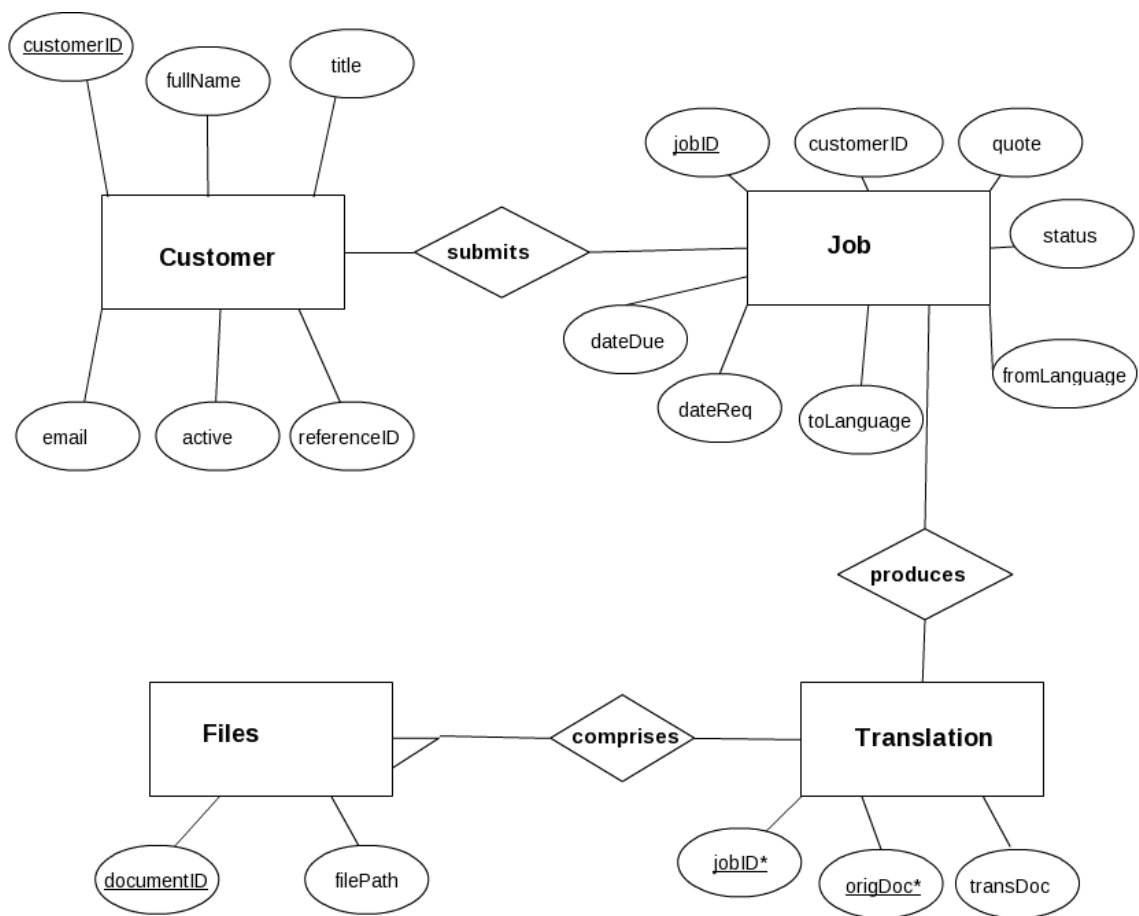 customerID
fullName
title
jobID
customerID
quote
status
Customer
submits
Job
dateDue
dateReq
toLanguage
fromLanguage
email
active
referenceID
produces
Files
comprises
Translation
documentID
filePath
jobID*
origDoc*
transDoc